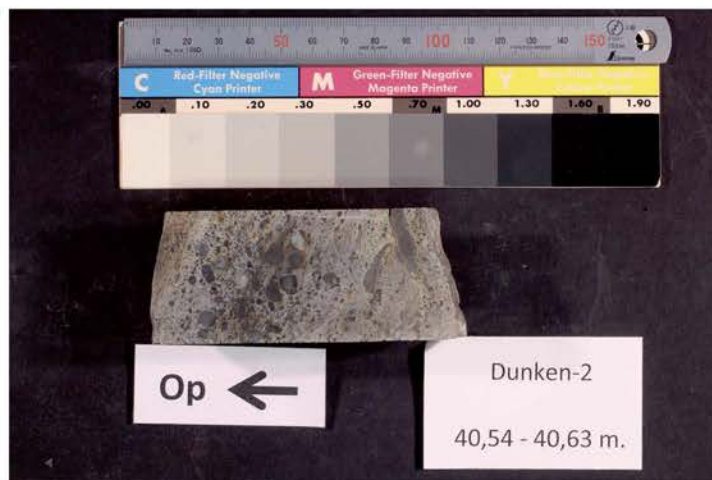 10 20 30 40 50 60 70 80 90 100 110 120 130 140 150
C Red-Filter Negative Cyan Printer M Green-Filter Negative Magenta Printer Y
.00 A .10 .20 .30 .50 .70 M 1.00 1.30 1.60 B 1.90
Op
Dunken-2
40,54 - 40,63 m.